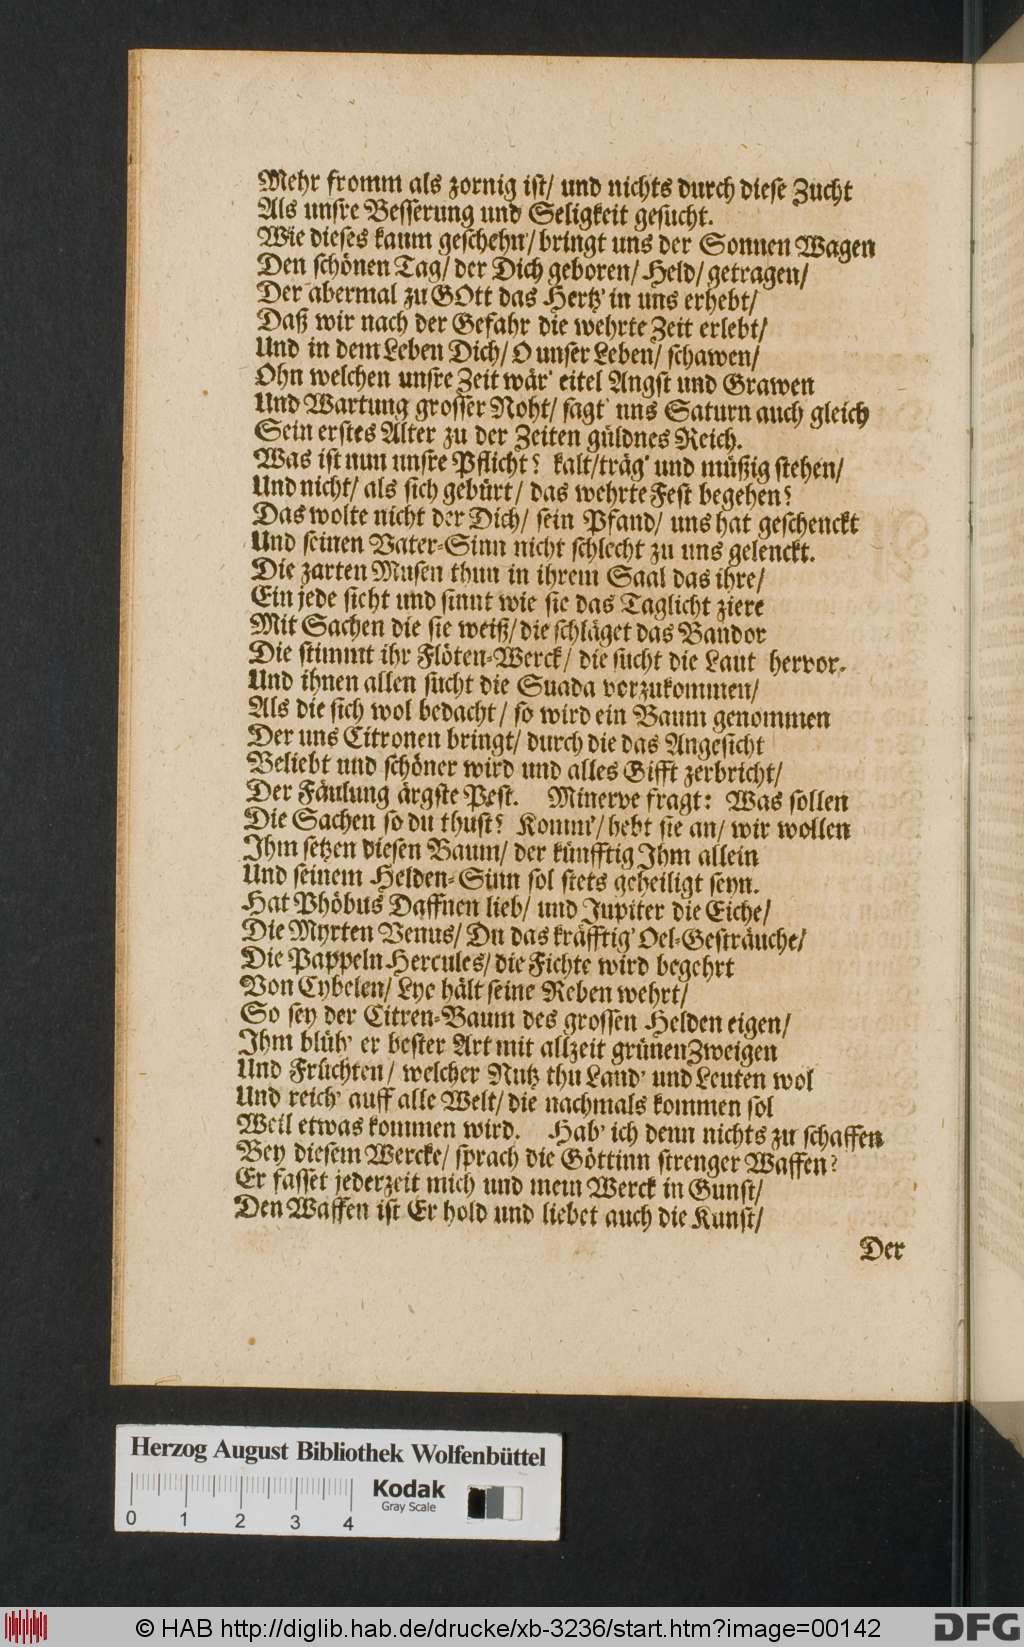 Mehr fromm als zornig ist/ und nichts durch diese Zucht
Als unsre Besserung und Seligkeit gesucht.
Wie dieses kaum geschehn'/ bringt uns der Sonnen Wagen
Den schönen Tag/ der Dich geboren/ Held/ getragen/
Der abermal zu GOtt das Hertz' in uns erhebt/
Daß wir nach der Gefahr die wehrte Zeit erlebt/
Und in dem Leben Dich/ O unser Leben/ schawen/
Ohn welchen unsre Zeit wär' eitel Angst und Grawen
Und Wartung grosser Noht/ sagt' uns Saturn auch gleich
Sein erstes Alter zu der Zeiten güldnes Reich.
Was ist nun unsre Pflicht? kalt/ träg' und müßig stehen/
Und nicht/ als sich gebürt/ das wehrte Fest begehen?
Das wolte nicht der Dich/ sein Pfand/ uns hat geschenckt
Und seinen Vater-Sinn nicht schlecht zu uns gelenckt.
Die zarten Musen thun in ihrem Saal das ihre/
Ein jede sicht und sinnt wie sie das Taglicht ziere
Mit Sachen die sie weiß/ die schläget das Bandor
Die stimmt ihr Flöten-Werck/ die sucht die Laut hervor.
Und ihnen allen sucht die Suada vorzukommen/
Als die sich wol bedacht/ so wird ein Baum genommen
Der uns Citronen bringt/ durch die das Angesicht
Beliebt und schöner wird und alles Gifft zerbricht/
Der Fäulung ärgste Pest. Minerve fragt: Was sollen
Die Sachen so du thust? Komm'/ hebt sie an/ wir wollen
Ihm setzen diesen Baum/ der künfftig Ihm allein
Und seinem Helden-Sinn sol stets geheiligt seyn.
Hat Phöbus Daffnen lieb/ und Jupiter die Eiche/
Die Myrten Venus/ Du das kräfftig' Oel-Gesträuche/
Die Pappeln Hercules/ die Fichte wird begehrt
Von Cybelen/ Lye hält seine Reben wehrt/
So sey der Citren-Baum des grossen Helden eigen/
Ihm blüh' er bester Art mit allzeit grünen Zweigen
Und Früchten/ welcher Nutz thu Land' und Leuten wol
Und reich' auff alle Welt/ die nachmals kommen sol
Weil etwas kommen wird. Hab' ich denn nichts zu schaffen
Bey diesem Wercke/ sprach die Göttinn strenger Waffen?
Er fasset jederzeit mich und mein Werck in Gunst/
Den Waffen ist Er hold und liebet auch die Kunst/
Der
Herzog August Bibliothek Wolfenbüttel
Kodak
Gray Scale
0 1 2 3 4
© HAB http://diglib.hab.de/drucke/xb-3236/start.htm?image=00142
DFG